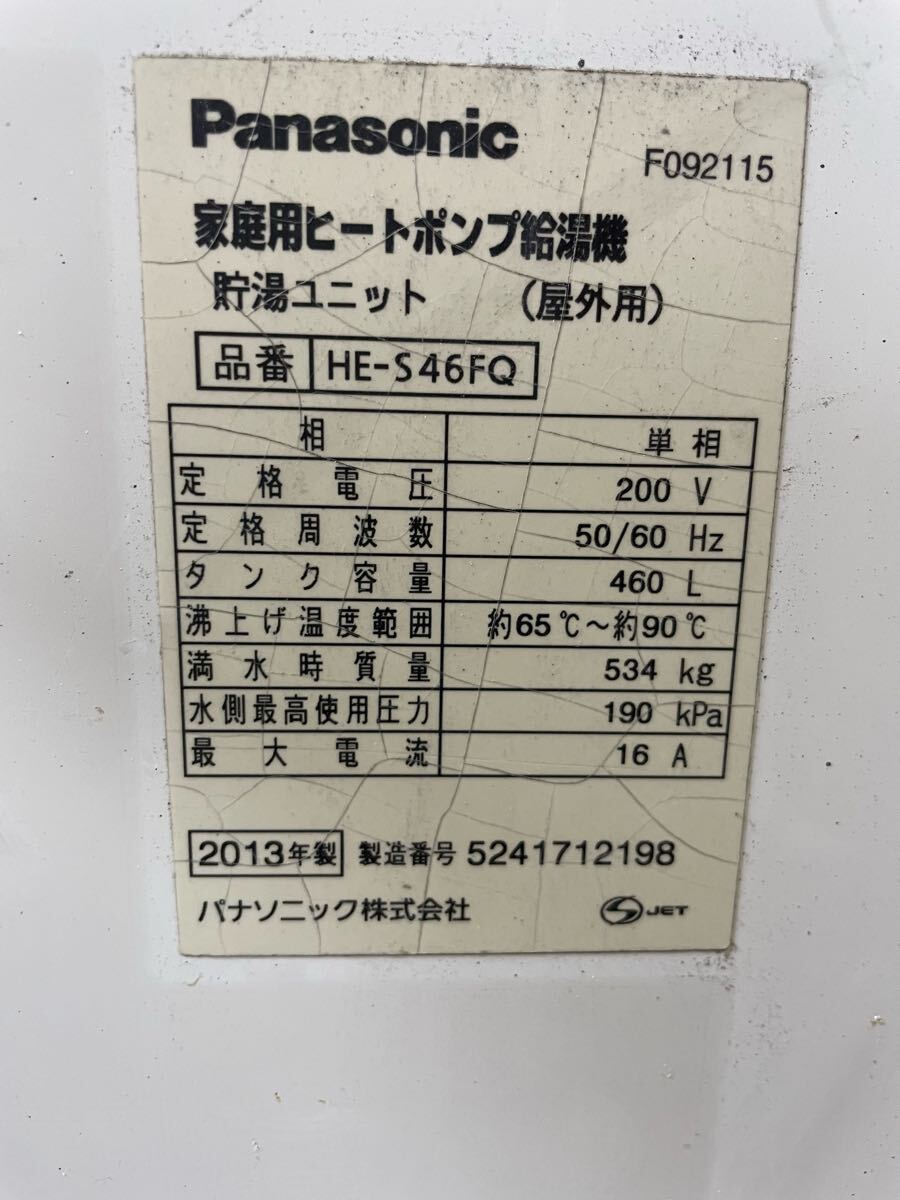 Panasonic
F092115
家庭用ヒートポンプ給湯機
貯湯ユニット （屋外用）
品番 HE-S46FQ
相 単相
定格電圧 200 V
定格周波数 50/60 Hz
タンク容量 460 L
沸上げ温度範囲 約65℃～約90℃
満水時質量 534 kg
水側最高使用圧力 190 kPa
最大電流 16 A
2013年製 製造番号 5241712198
パナソニック株式会社 JET